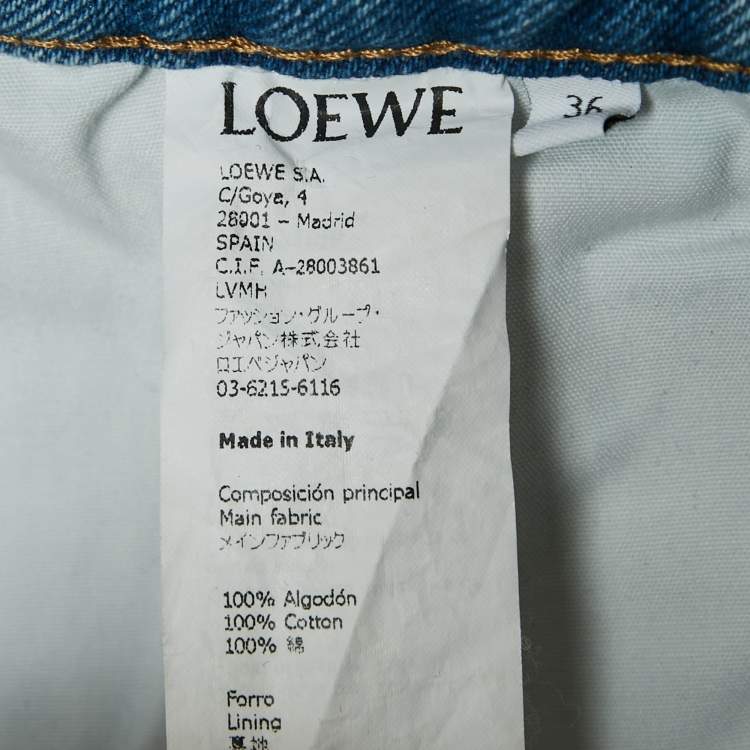 LOEWE
36
LOEWE S.A.
C/Goya, 4
28001 – Madrid
SPAIN
C.I.F. A-28003861
LVMH
ファッション・グループ・
ジャパン株式会社
ロエベジャパン
03-6215-6116
Made in Italy
Composición principal
Main fabric
メインファブリック
100% Algodón
100% Cotton
100% 綿
Forro
Lining
裏地